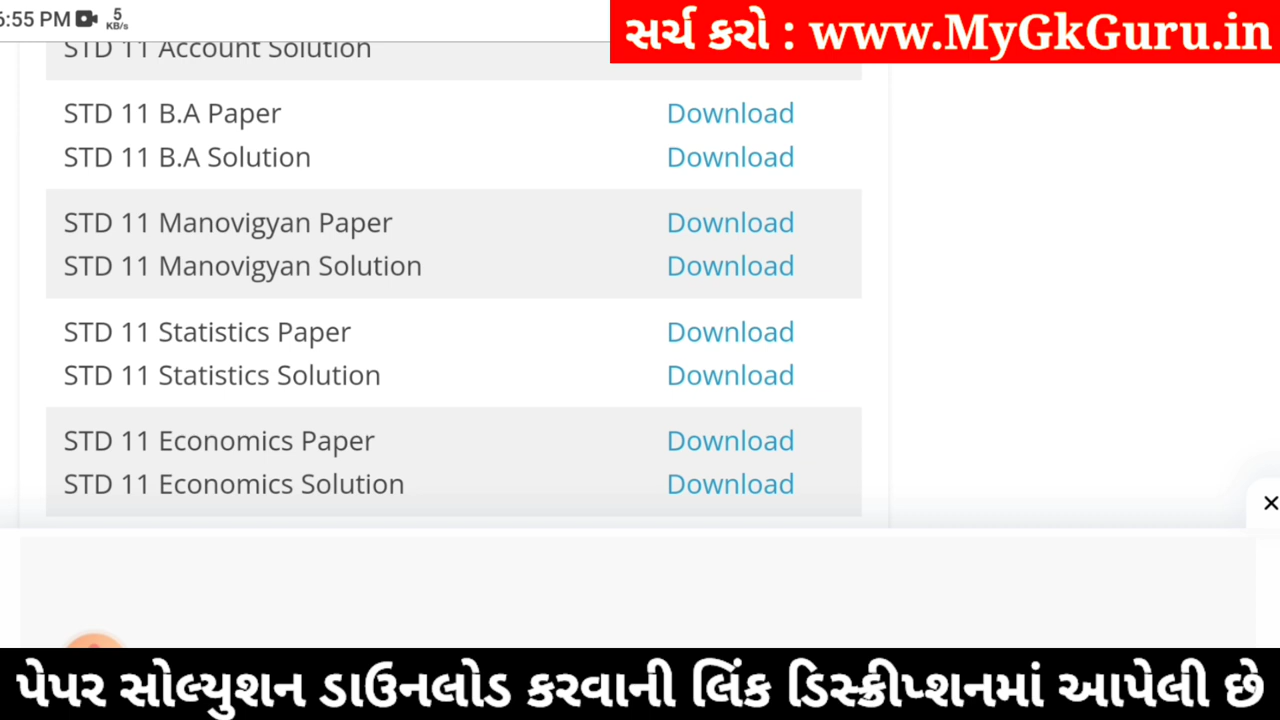 6:55 PM 5 KB/s
સર્ચ કરો : www.MyGkGuru.in
STD 11 Account Solution
STD 11 B.A Paper Download
STD 11 B.A Solution Download
STD 11 Manovigyan Paper Download
STD 11 Manovigyan Solution Download
STD 11 Statistics Paper Download
STD 11 Statistics Solution Download
STD 11 Economics Paper Download
STD 11 Economics Solution Download
પેપર સોલ્યુશન ડાઉનલોડ કરવાની લિંક ડિસ્ક્રીપ્શનમાં આપેલી છે